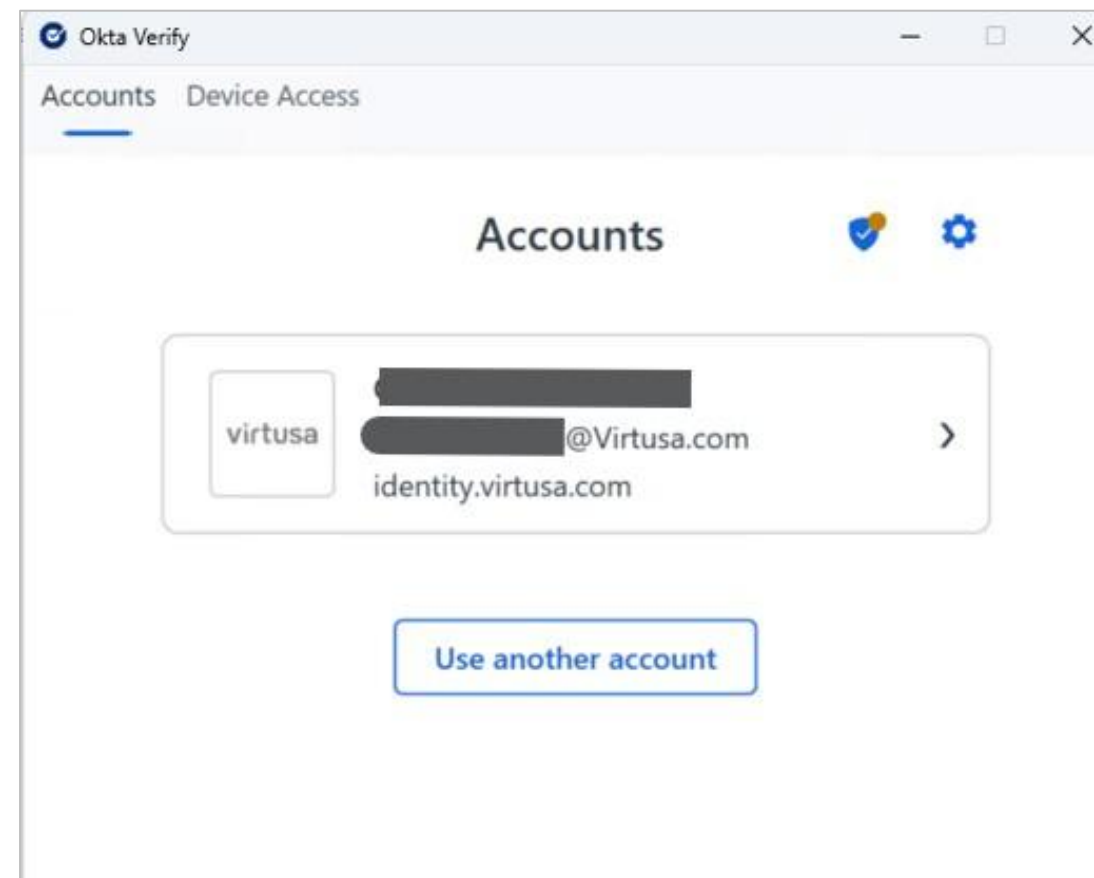 Okta Verify
Accounts Device Access
Accounts
virtusa
@Virtusa.com
identity.virtusa.com
Use another account